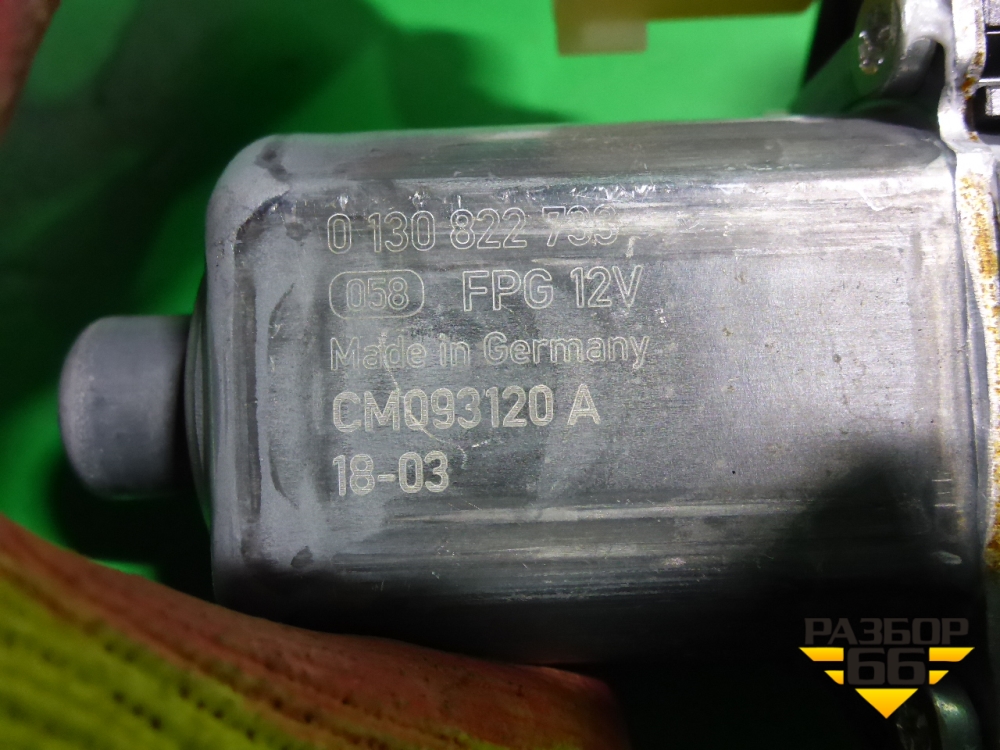 0 130 822 733
058 FPG 12V
Made in Germany
CM093120 A
18-03
РАЗБОР
66